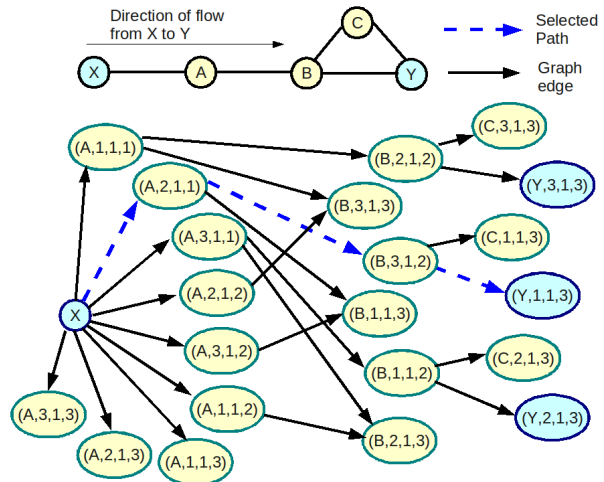 Direction of flow
from X to Y
C
Selected
Path
X
A
B
Y
Graph
edge
(C,3,1,3)
(A,1,1,1)
(B,2,1,2)
(A,2,1,1)
(Y,3,1,3)
(B,3,1,3)
(A,3,1,1)
(C,1,1,3)
(B,3,1,2)
(A,2,1,2)
(Y,1,1,3)
X
(B,1,1,3)
(A,3,1,2)
(C,2,1,3)
(B,1,1,2)
(A,3,1,3)
(A,1,1,2)
(Y,2,1,3)
(B,2,1,3)
(A,2,1,3)
(A,1,1,3)